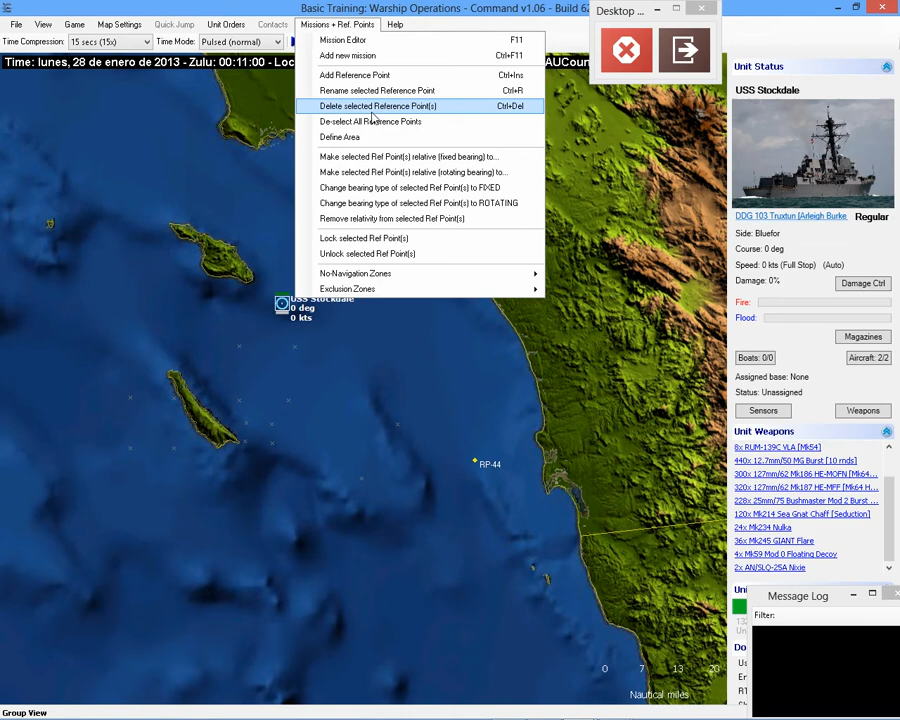 Basic Training: Warship Operations - Command v1.06 - Build 62
Desktop ...
File View Game Map Settings Quick Jump Unit Orders Contacts Missions + Ref. Points Help
Time Compression: 15 secs (15x) Time Mode: Pulsed (normal)
Time: lunes, 28 de enero de 2013 - Zulu: 00:11:00 - Loc
AUCoun
Mission Editor F11
Add new mission Ctrl+F11
Add Reference Point Ctrl+Ins
Rename selected Reference Point Ctrl+R
Delete selected Reference Point(s) Ctrl+Del
De-select All Reference Points
Define Area
Make selected Ref Point(s) relative (fixed bearing) to...
Make selected Ref Point(s) relative (rotating bearing) to...
Change bearing type of selected Ref Point(s) to FIXED
Change bearing type of selected Ref Point(s) to ROTATING
Remove relativity from selected Ref Point(s)
Lock selected Ref Point(s)
Unlock selected Ref Point(s)
No-Navigation Zones
Exclusion Zones
USS Stockdale
0 deg
0 kts
RP-44
0 7 13 20
Nautical miles
Group View
Unit Status
USS Stockdale
DDG 103 Truxtun [Arleigh Burke Regular
Side: Bluefor
Course: 0 deg
Speed: 0 kts (Full Stop) (Auto)
Damage: 0% Damage Ctrl
Fire:
Flood:
Magazines
Boats: 0/0 Aircraft: 2/2
Assigned base: None
Status: Unassigned
Sensors Weapons
Unit Weapons
8x RUM-139C VLA [Mk54]
440x 12.7mm/50 MG Burst [10 rnds]
300x 127mm/62 Mk186 HE-MOFN [Mk64...
320x 127mm/62 Mk187 HE-MFF [Mk64 H...
228x 25mm/75 Bushmaster Mod 2 Burst ...
120x Mk214 Sea Gnat Chaff [Seduction]
24x Mk234 Nulka
36x Mk245 GIANT Flare
4x Mk59 Mod 0 Floating Decoy
2x AN/SLQ-25A Nixie
Uni
Un
Do
Us
Er
Message Log
Filter: